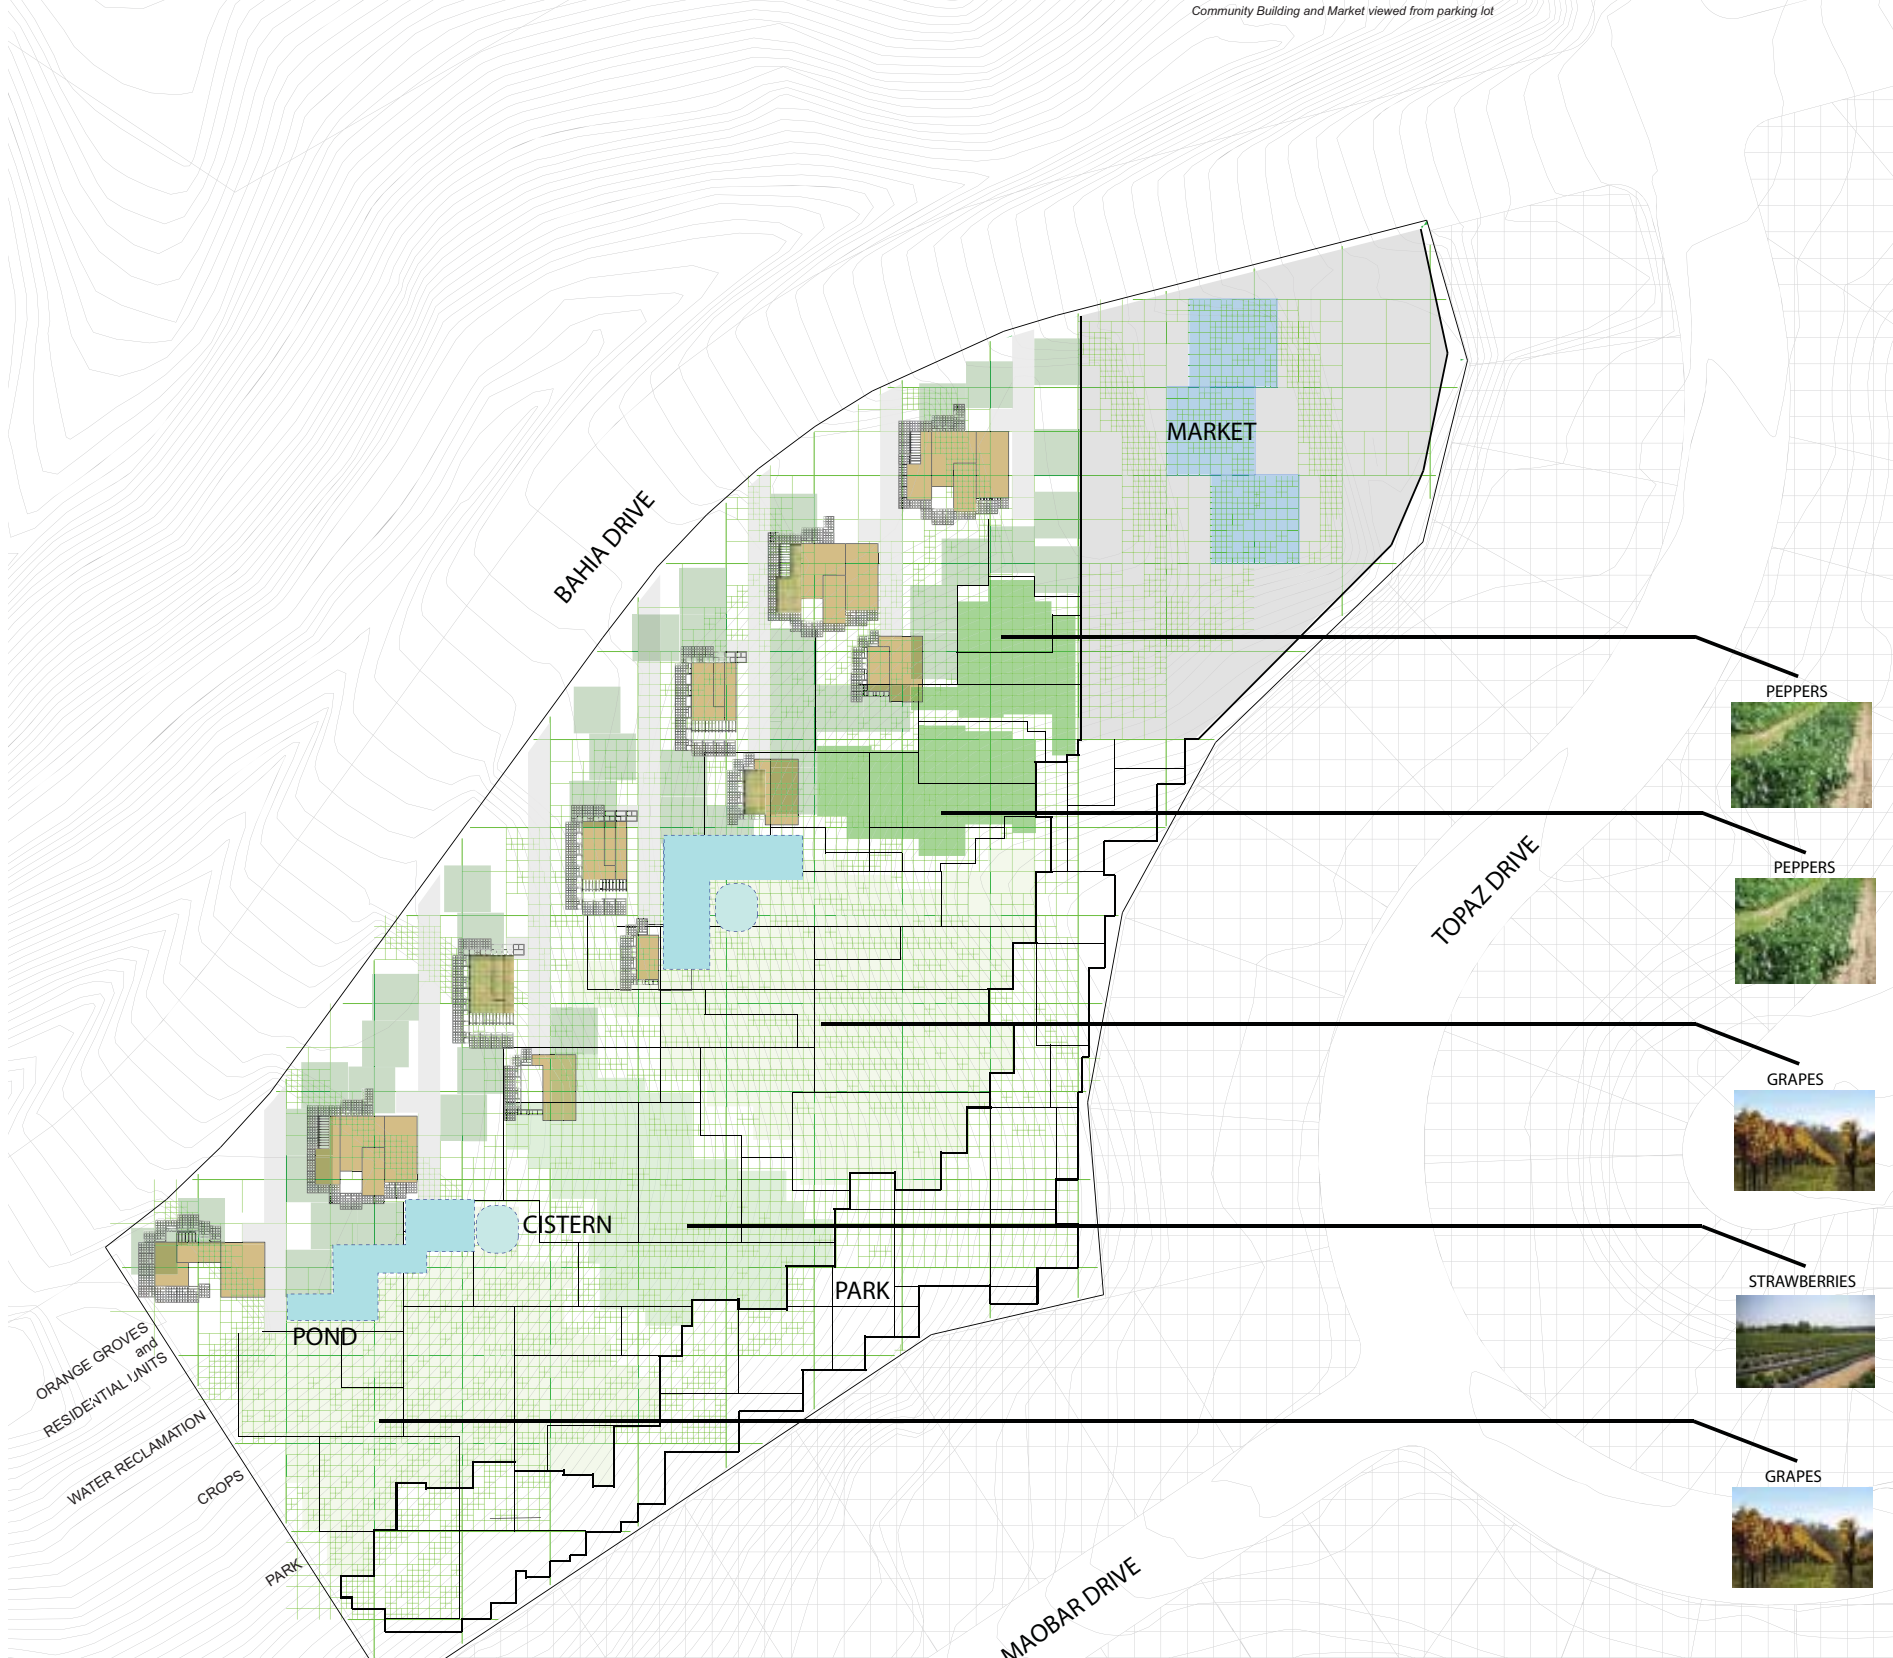 Community Building and Market viewed from parking lot
MARKET
BAHIA DRIVE
PEPPERS
PEPPERS
TOPAZ DRIVE
GRAPES
CISTERN
STRAWBERRIES
PARK
POND
ORANGE GROVES
and
RESIDENTIAL UNITS
WATER RECLAMATION
CROPS
GRAPES
PARK
MAOBAR DRIVE